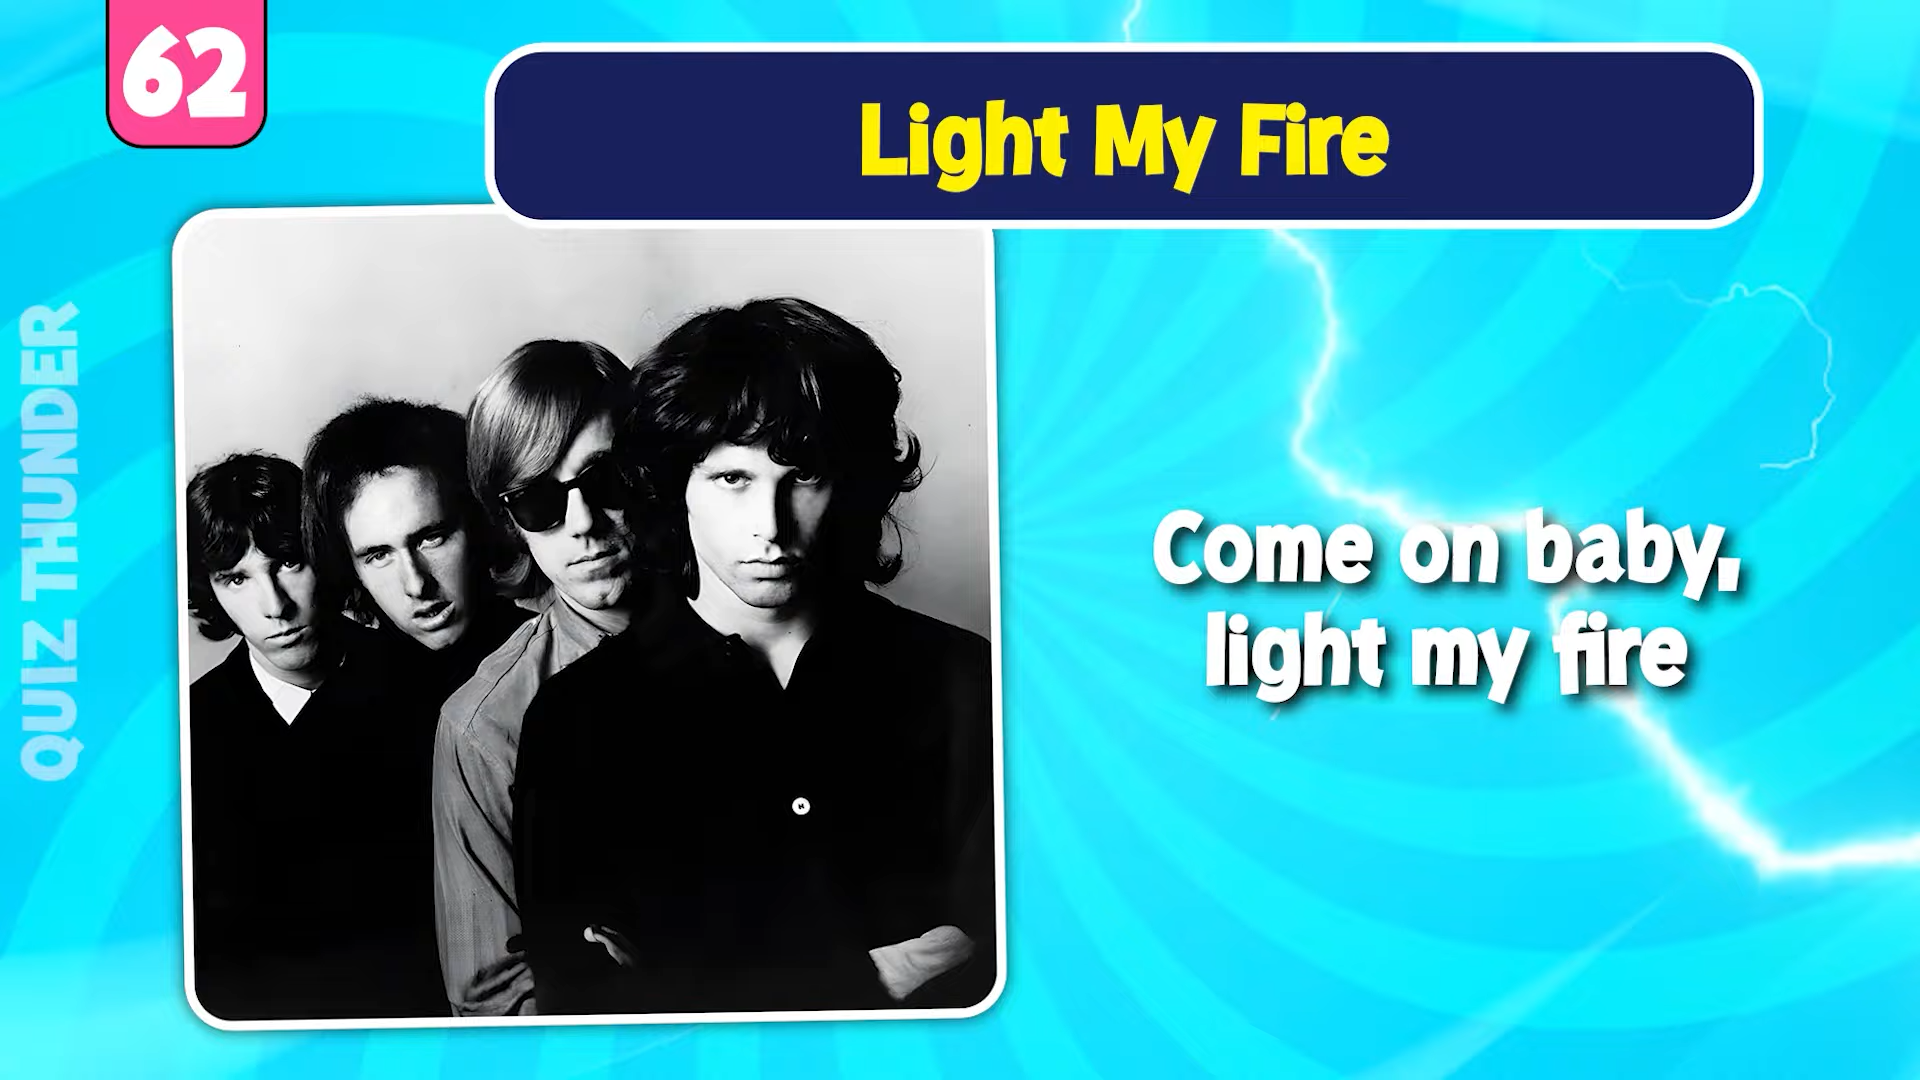 62
Light My Fire
QUIZ THUNDER
Come on baby,
light my fire